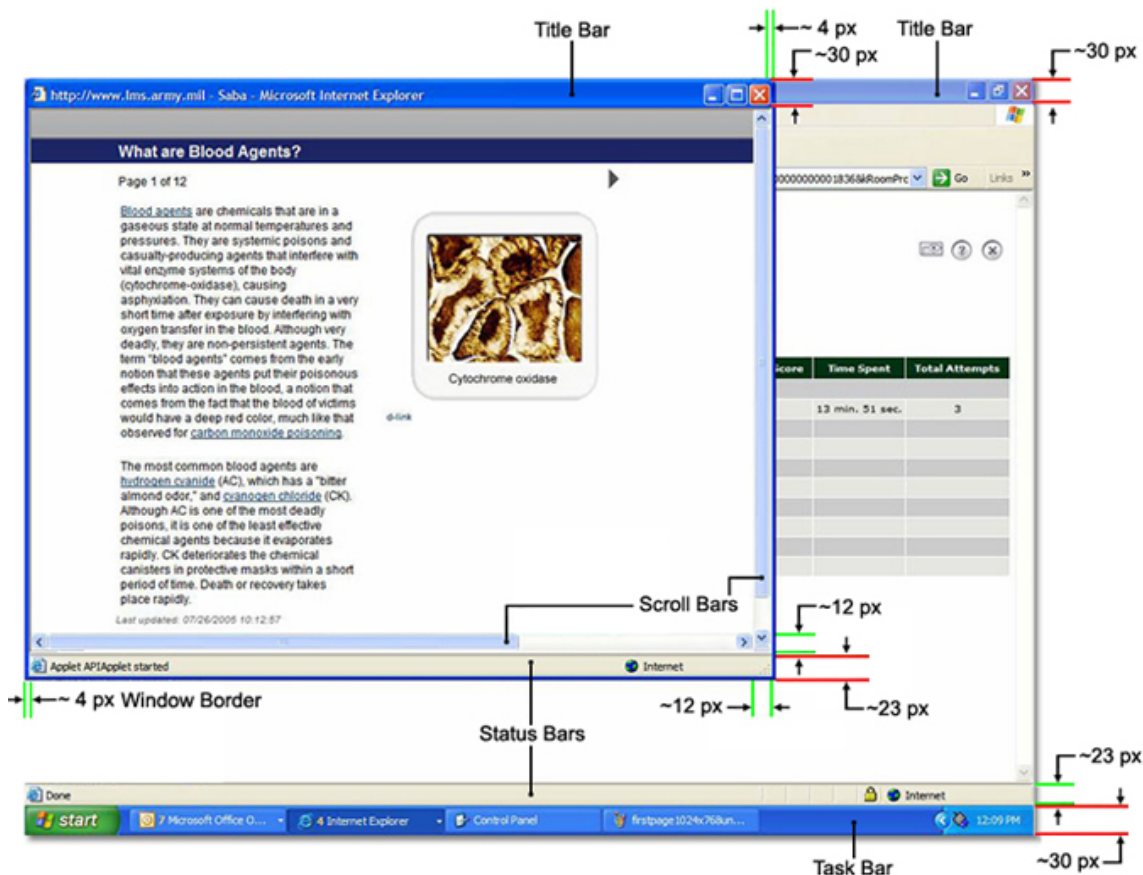 Title Bar
~ 4 px
Title Bar
~30 px
~30 px
http://www.lms.army.mil - Saba - Microsoft Internet Explorer
What are Blood Agents?
Page 1 of 12
Go
Links »
Blood agents are chemicals that are in a
gaseous state at normal temperatures and
pressures. They are systemic poisons and
casualty-producing agents that interfere with
vital enzyme systems of the body
(cytochrome-oxidase), causing
asphyxiation. They can cause death in a very
short time after exposure by interfering with
oxygen transfer in the blood. Although very
deadly, they are non-persistent agents. The
term "blood agents" comes from the early
notion that these agents put their poisonous
effects into action in the blood, a notion that
comes from the fact that the blood of victims
would have a deep red color, much like that
observed for carbon monoxide poisoning.
Cytochrome oxidase
d-link
Score
Time Spent
Total Attempts
13 min. 51 sec.
3
The most common blood agents are
hydrogen cyanide (AC), which has a "bitter
almond odor," and cyanogen chloride (CK).
Although AC is one of the most deadly
poisons, it is one of the least effective
chemical agents because it evaporates
rapidly. CK deteriorates the chemical
canisters in protective masks within a short
period of time. Death or recovery takes
place rapidly.
Last updated: 07/26/2005 10:12:57
Scroll Bars
~12 px
Applet APIApplet started
Internet
~ 4 px Window Border
~12 px
~23 px
Status Bars
~23 px
Done
Internet
start
7 Microsoft Office O...
4 Internet Explorer
Control Panel
firstpage1024x768un...
12:09 PM
Task Bar
~30 px